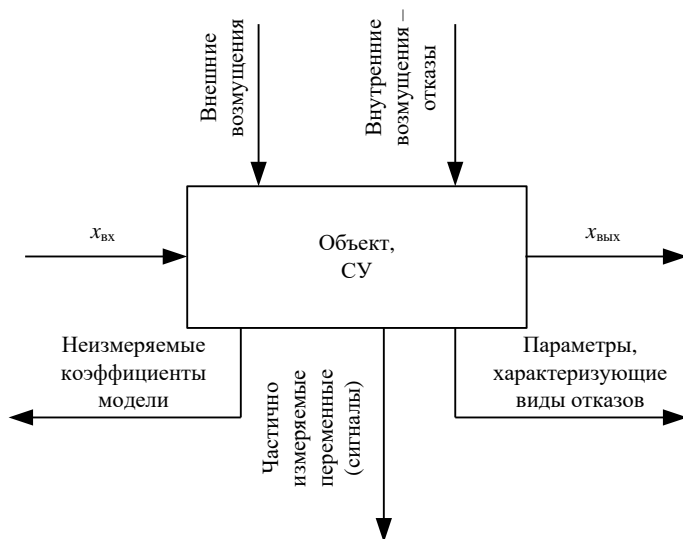 Внешние
возмущения
Внутренние
возмущения –
отказы
xвх
Объект,
СУ
xвых
Неизмеряемые
коэффициенты
модели
Частично
измеряемые
переменные
(сигналы)
Параметры,
характеризующие
виды отказов